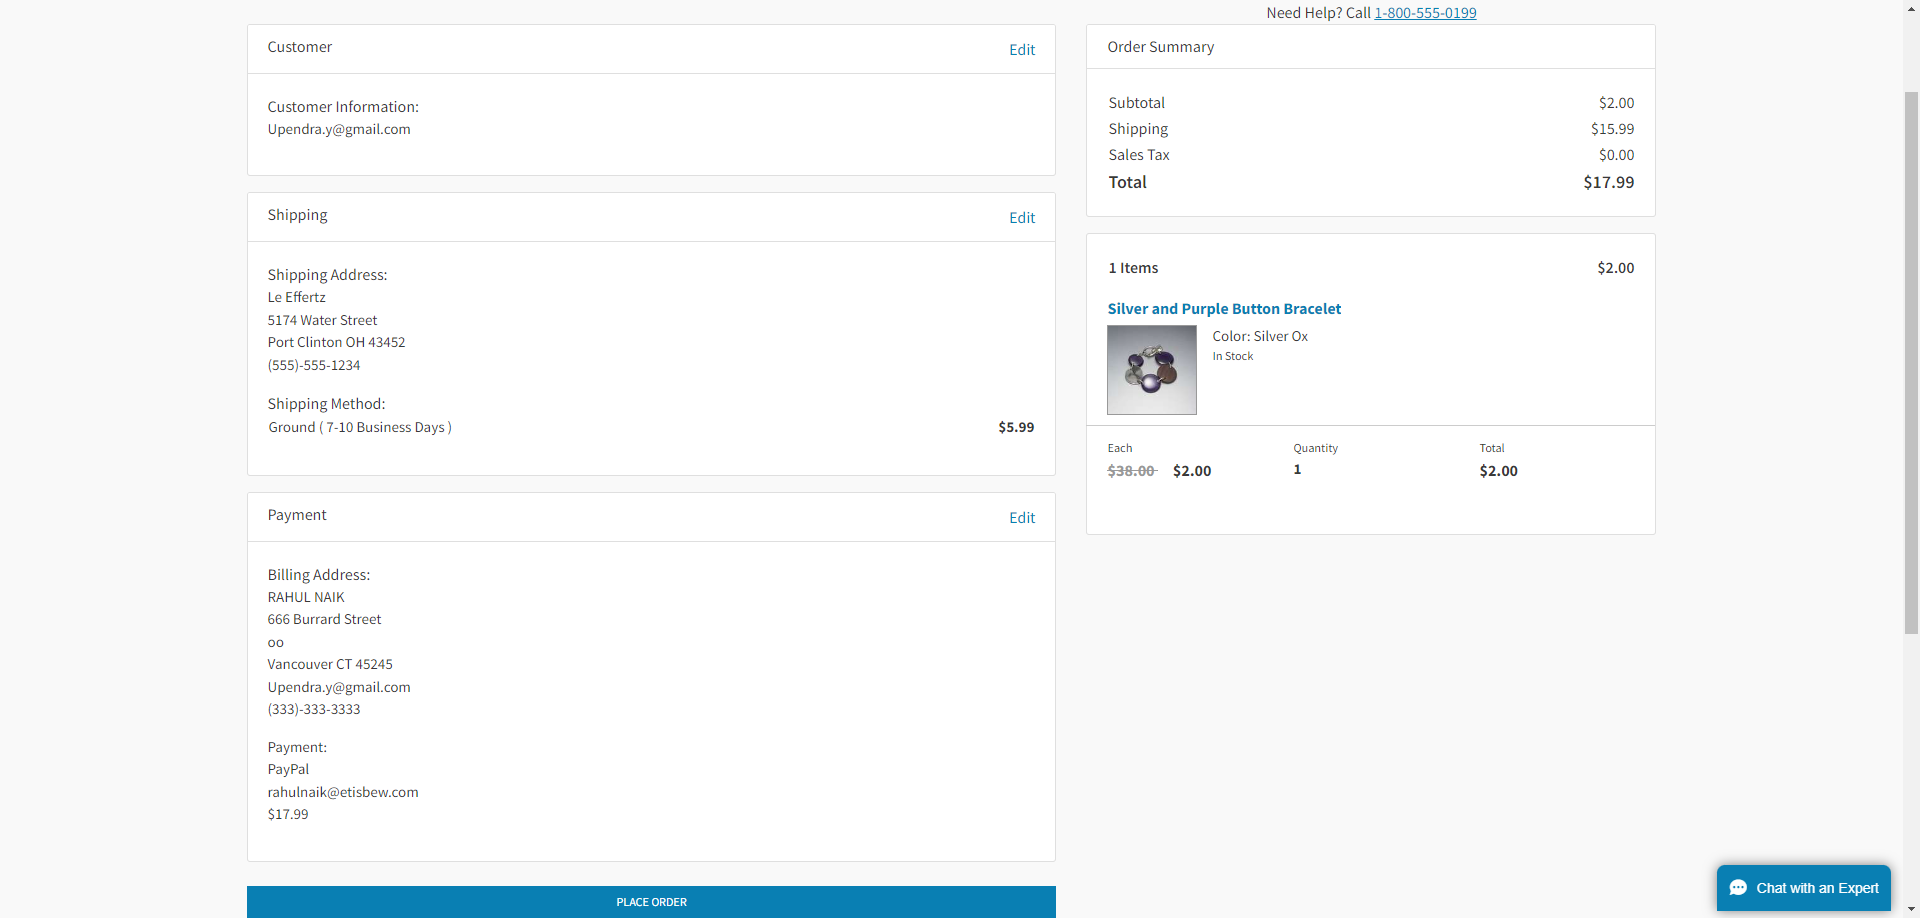 Need Help? Call 1-800-555-0199
Customer
Edit
Customer Information:
Upendra.y@gmail.com
Shipping
Edit
Shipping Address:
Le Effertz
5174 Water Street
Port Clinton OH 43452
(555)-555-1234
Shipping Method:
Ground ( 7-10 Business Days )
$5.99
Payment
Edit
Billing Address:
RAHUL NAIK
666 Burrard Street
oo
Vancouver CT 45245
Upendra.y@gmail.com
(333)-333-3333
Payment:
PayPal
rahulnaik@etisbew.com
$17.99
PLACE ORDER
Order Summary
Subtotal $2.00
Shipping $15.99
Sales Tax $0.00
Total $17.99
1 Items $2.00
Silver and Purple Button Bracelet
Color: Silver Ox
In Stock
Each Quantity Total
$38.00 $2.00 1 $2.00
Chat with an Expert